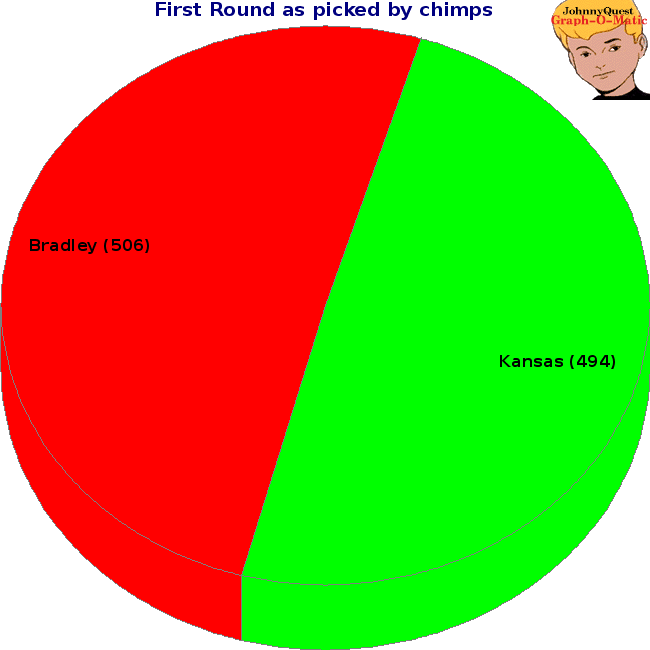 First Round as picked by chimps
JohnnyQuest
Graph-O-Matic
Bradley (506)
Kansas (494)